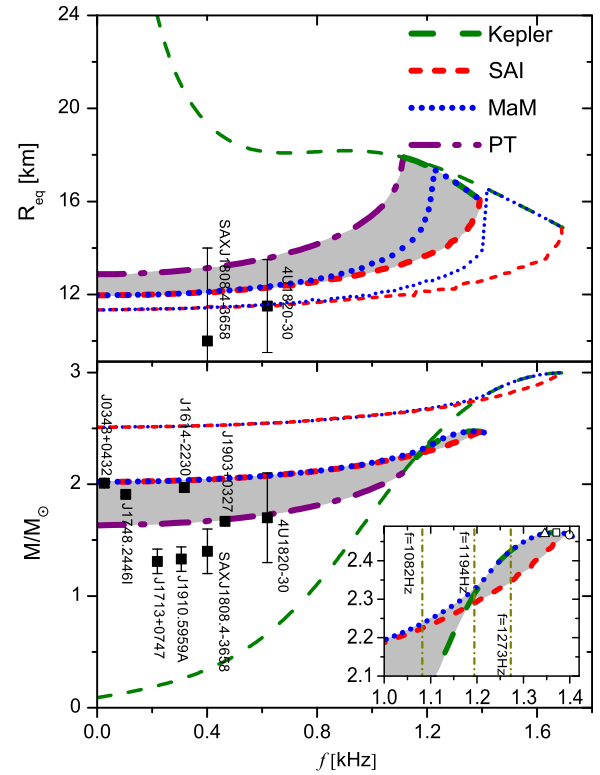 24
20
16
12
R_eq [km]
Kepler
SAI
MaM
PT
SAXJ1808.4-3658
4U1820-30
3
2
1
0
M/M⊙
J0348+0432
J1748.2446I
J1614-2230
J1713+0747
J1910.5959A
J1903+0327
SAXJ1808.4-3658
4U1820-30
2.4
2.3
2.2
2.1
f=1082Hz
f=1194Hz
f=1273Hz
1.0 1.1 1.2 1.3 1.4
0.0 0.4 0.8 1.2 1.6
f [kHz]